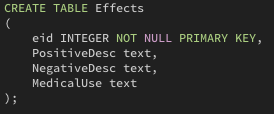 CREATE TABLE Effects
(
    eid INTEGER NOT NULL PRIMARY KEY,
    PositiveDesc text,
    NegativeDesc text,
    MedicalUse text
);